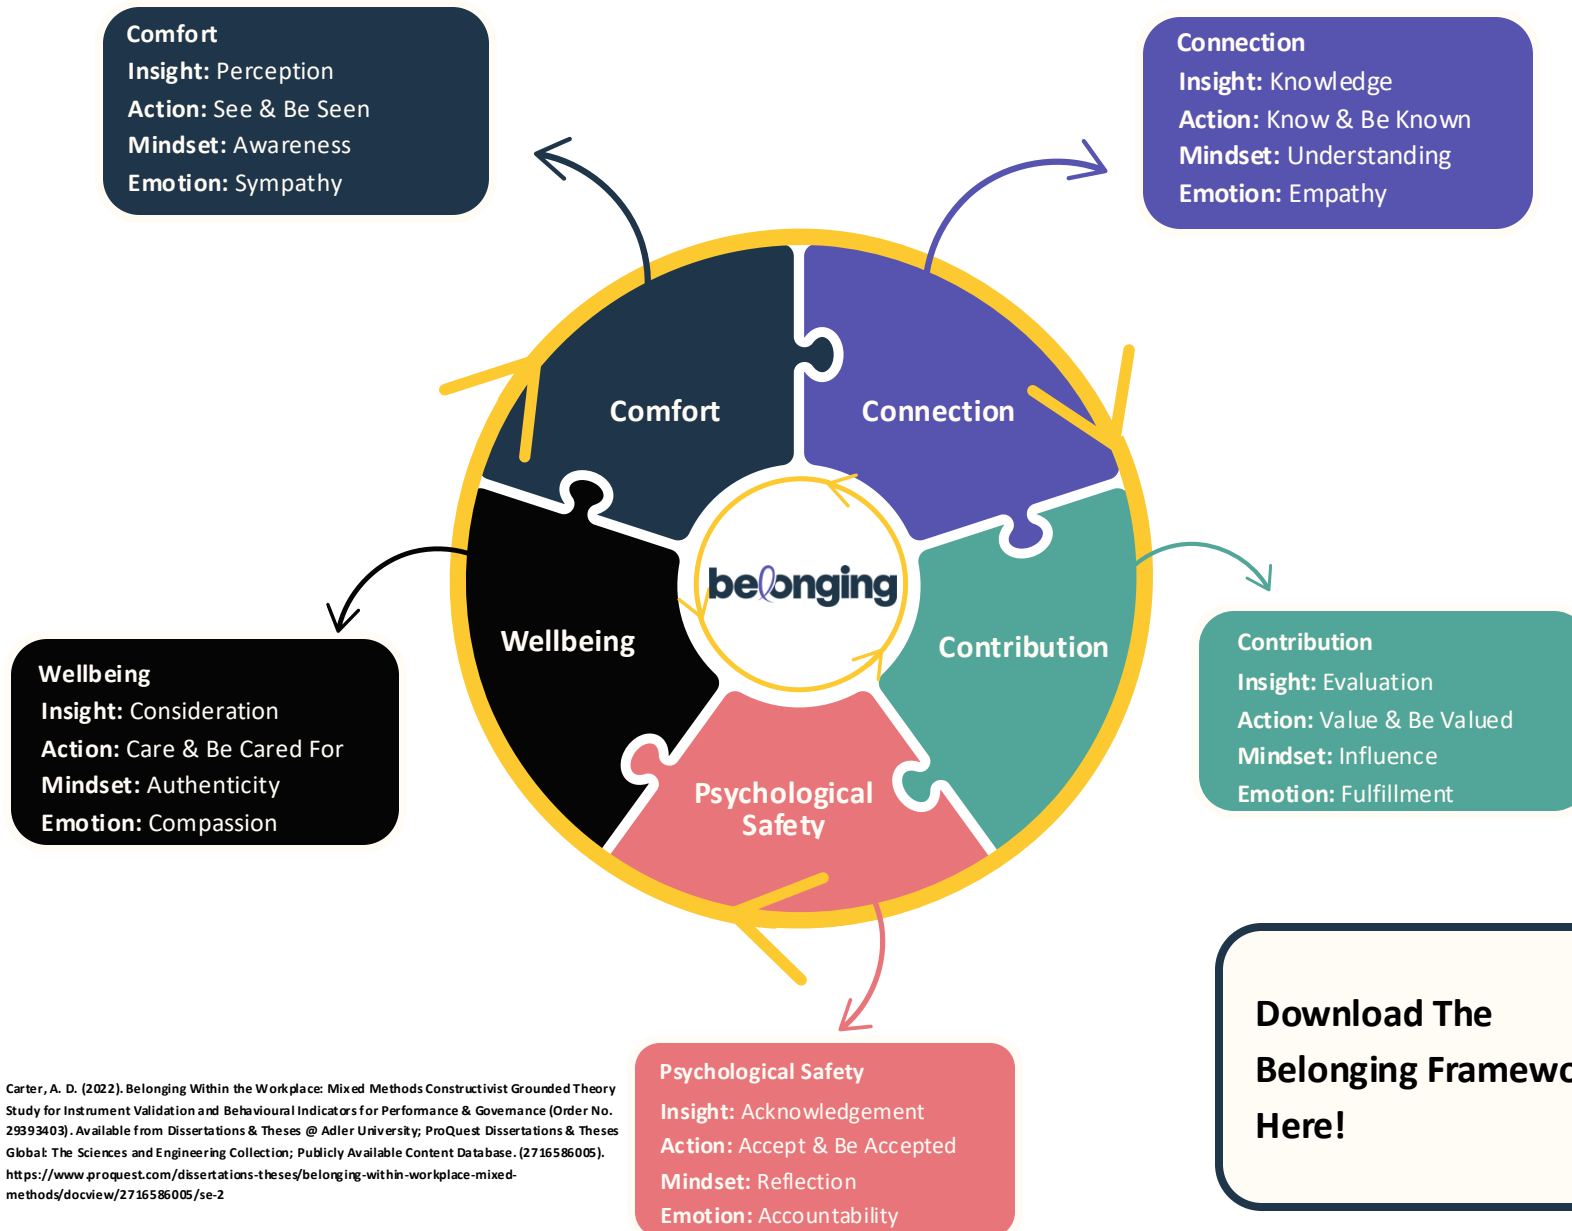 Comfort
Insight: Perception
Action: See & Be Seen
Mindset: Awareness
Emotion: Sympathy
Connection
Insight: Knowledge
Action: Know & Be Known
Mindset: Understanding
Emotion: Empathy
Comfort
Connection
belonging
Wellbeing
Contribution
Psychological
Safety
Wellbeing
Insight: Consideration
Action: Care & Be Cared For
Mindset: Authenticity
Emotion: Compassion
Contribution
Insight: Evaluation
Action: Value & Be Valued
Mindset: Influence
Emotion: Fulfillment
Psychological Safety
Insight: Acknowledgement
Action: Accept & Be Accepted
Mindset: Reflection
Emotion: Accountability
Download The
Belonging Framewo
Here!
Carter, A. D. (2022). Belonging Within the Workplace: Mixed Methods Constructivist Grounded Theory
Study for Instrument Validation and Behavioural Indicators for Performance & Governance (Order No.
29393403). Available from Dissertations & Theses @ Adler University; ProQuest Dissertations & Theses
Global: The Sciences and Engineering Collection; Publicly Available Content Database. (2716586005).
https://www.proquest.com/dissertations-theses/belonging-within-workplace-mixed-
methods/docview/2716586005/se-2